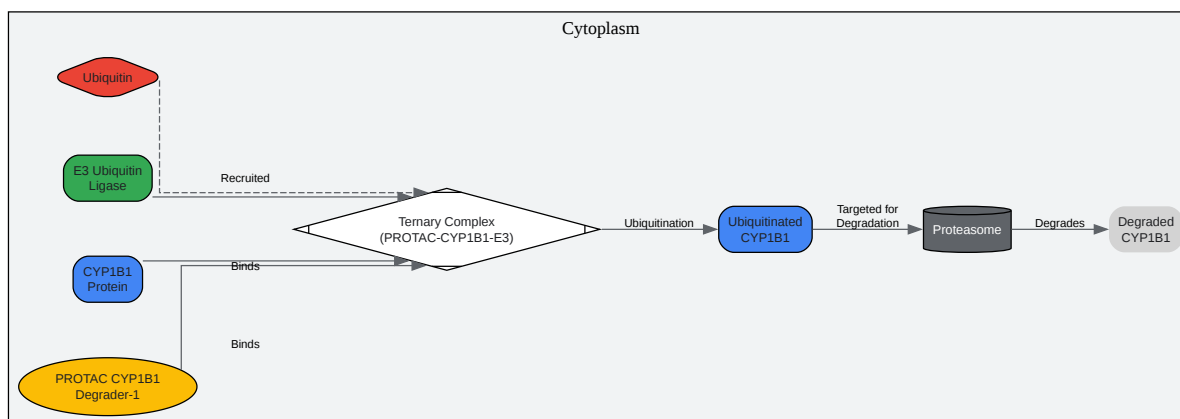 Cytoplasm
Ubiquitin
E3 Ubiquitin
Ligase
Recruited
CYP1B1
Protein
Binds
PROTAC CYP1B1
Degrader-1
Binds
Ternary Complex
(PROTAC-CYP1B1-E3)
Ubiquitination
Ubiquitinated
CYP1B1
Targeted for
Degradation
Proteasome
Degrades
Degraded
CYP1B1